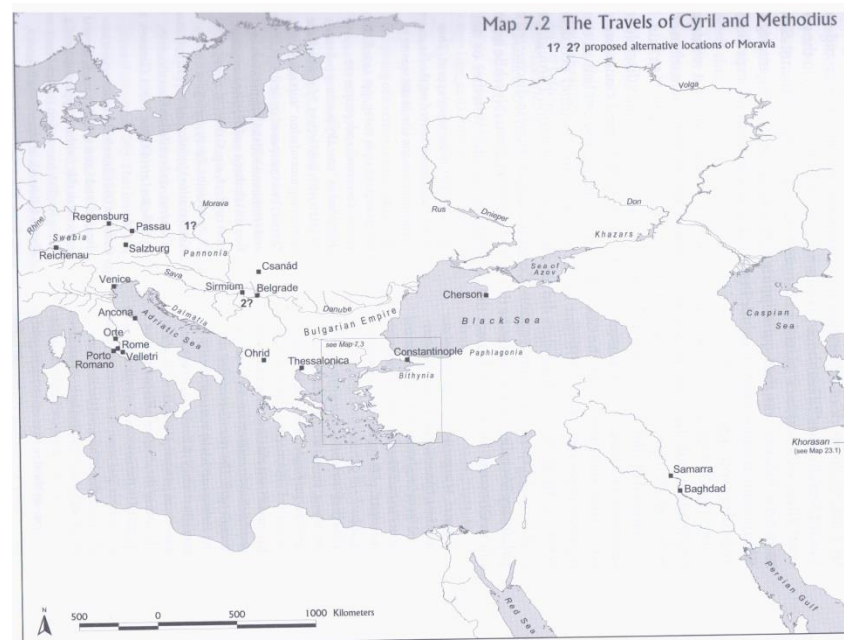 Map 7.2 The Travels of Cyril and Methodius
1? 2? proposed alternative locations of Moravia
Volga
Morava
Don
Rus
Dnieper
Regensburg
Passau
1?
Rhine
Swebia
Salzburg
Pannonia
Khazars
Reichenau
Csanád
Sea of
Azov
Sava
Venice
Sirmium
Belgrade
2?
Cherson
Caspian
Sea
Dalmatia
Danube
Ancona
Adriatic Sea
Bulgarian Empire
Black Sea
Orte
Rome
see Map 7.3
Constantinople
Paphlagonia
Porto
Romano
Velletri
Ohrid
Thessalonica
Bithynia
Khorasan
(see Map 23.1)
Samarra
Baghdad
Persian Gulf
Red Sea
N
500 0 500 1000 Kilometers